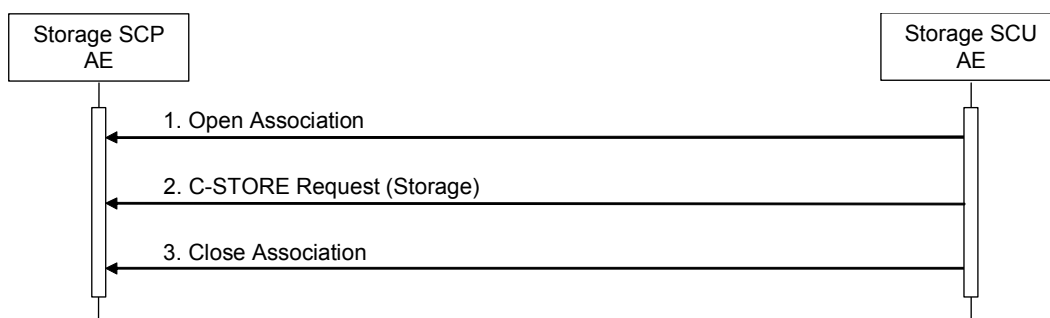 Storage SCP
AE
Storage SCU
AE
1. Open Association
2. C-STORE Request (Storage)
3. Close Association